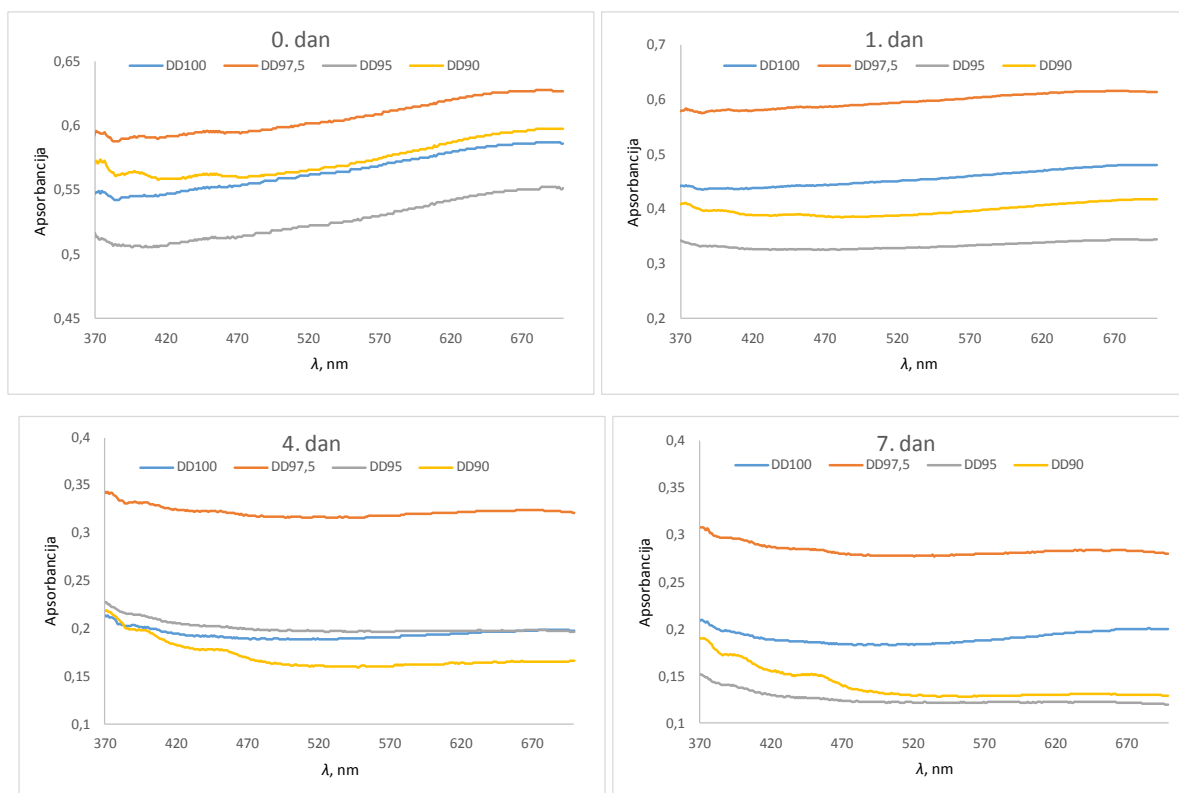 0. dan
DD100 DD97,5 DD95 DD90
0,65
0,6
0,55
0,5
0,45
Apsorbancija
370 420 470 520 570 620 670
λ, nm
1. dan
DD100 DD97,5 DD95 DD90
0,7
0,6
0,5
0,4
0,3
0,2
Apsorbancija
370 420 470 520 570 620 670
λ, nm
4. dan
DD100 DD97,5 DD95 DD90
0,4
0,35
0,3
0,25
0,2
0,15
0,1
Apsorbancija
370 420 470 520 570 620 670
λ, nm
7. dan
DD100 DD97,5 DD95 DD90
0,4
0,35
0,3
0,25
0,2
0,15
0,1
Apsorbancija
370 420 470 520 570 620 670
λ, nm